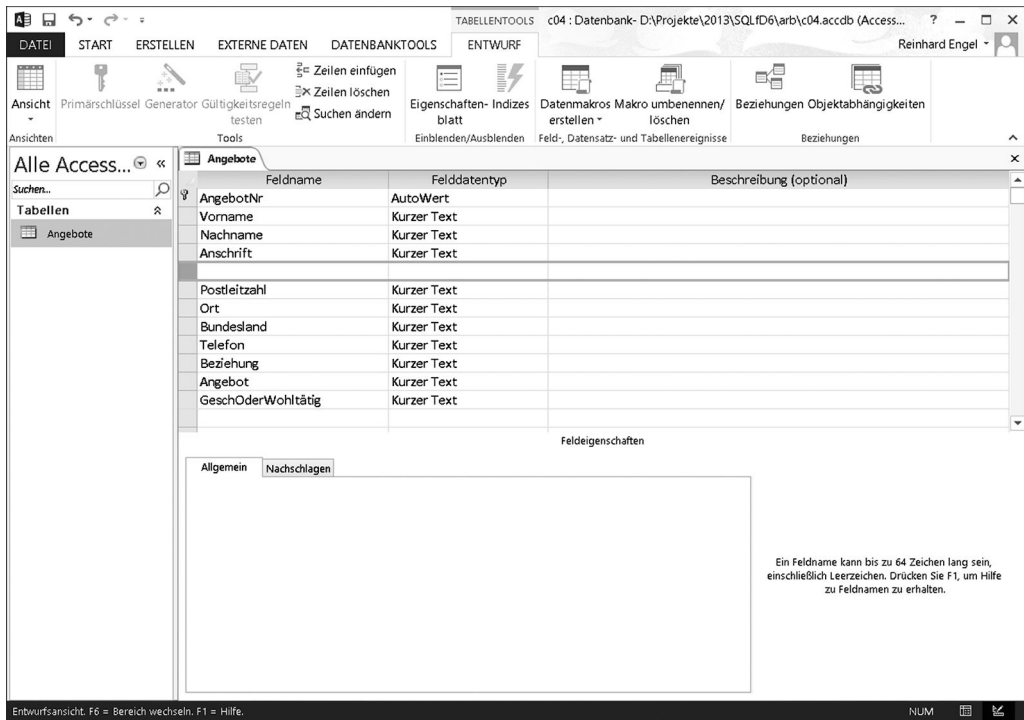 TABELLENTOOLS c04 : Datenbank- D:\Projekte\2013\SQLfD6\arb\c04.accdb (Access... ?
DATEI START ERSTELLEN EXTERNE DATEN DATENBANKTOOLS ENTWURF Reinhard Engel
Ansicht Primärschlüssel Generator Gültigkeitsregeln testen
Zeilen einfügen
Zeilen löschen
Suchen ändern
Eigenschaften-blatt Indizes
Datenmakros erstellen Makro umbenennen/löschen
Beziehungen Objektabhängigkeiten
Ansichten Tools Einblenden/Ausblenden Feld-, Datensatz- und Tabellenereignisse Beziehungen
Alle Access... «
Suchen...
Tabellen
Angebote
Angebote
Feldname Felddatentyp Beschreibung (optional)
AngebotNr AutoWert
Vorname Kurzer Text
Nachname Kurzer Text
Anschrift Kurzer Text
Postleitzahl Kurzer Text
Ort Kurzer Text
Bundesland Kurzer Text
Telefon Kurzer Text
Beziehung Kurzer Text
Angebot Kurzer Text
GeschOderWohltätig Kurzer Text
Feldeigenschaften
Allgemein Nachschlagen
Ein Feldname kann bis zu 64 Zeichen lang sein,
einschließlich Leerzeichen. Drücken Sie F1, um Hilfe
zu Feldnamen zu erhalten.
Entwurfsansicht. F6 = Bereich wechseln. F1 = Hilfe. NUM